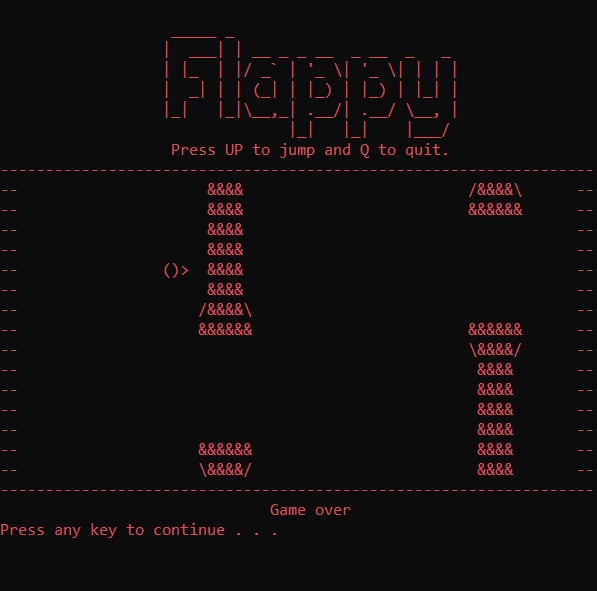 Flappy
Press UP to jump and Q to quit.
()>
Game over
Press any key to continue . . .